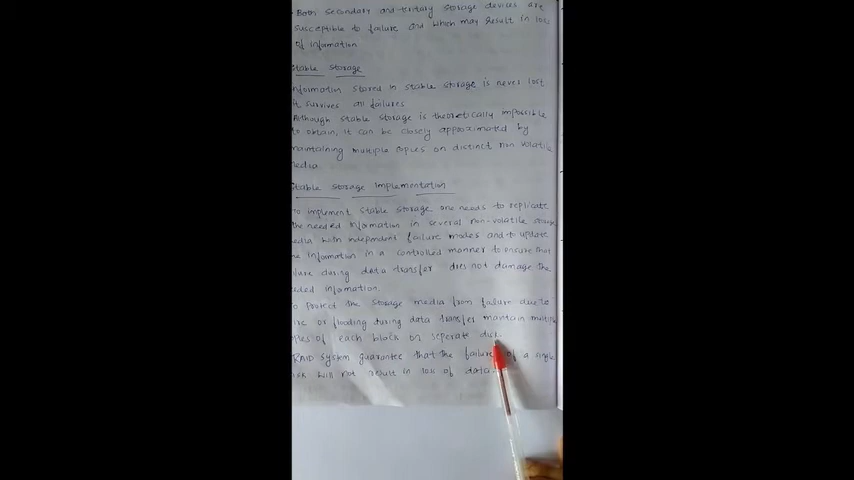 Both secondary and tertiary storage devices are
susceptible to failure and which may result in loss
of information
Stable Storage
Information stored in stable storage is never lost
It survives all failures
Although stable storage is theoretically impossible
to obtain, it can be closely approximated by
maintaining multiple copies on distinct non volatile
media.
Stable Storage Implementation
To implement stable storage one needs to replicate
the needed information in several non-volatile storage
media with independent failure modes and to update
the information in a controlled manner to ensure that
failure during data transfer does not damage the
needed information.
To protect the storage media from failure due to
fire or flooding during data transfer maintain multiple
copies of each block on seperate disk
RAID system guarantee that the failure of a single
disk will not result in loss of data.